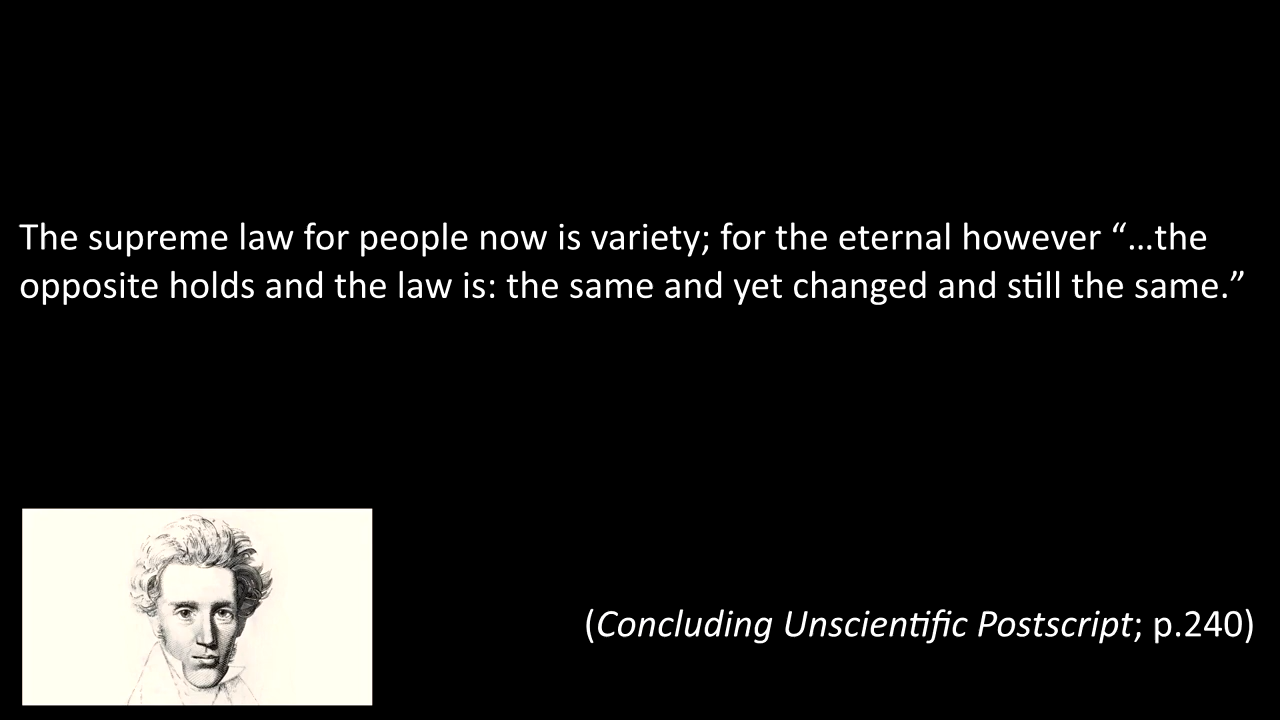 The supreme law for people now is variety; for the eternal however “…the
opposite holds and the law is: the same and yet changed and still the same.”
(Concluding Unscientific Postscript; p.240)